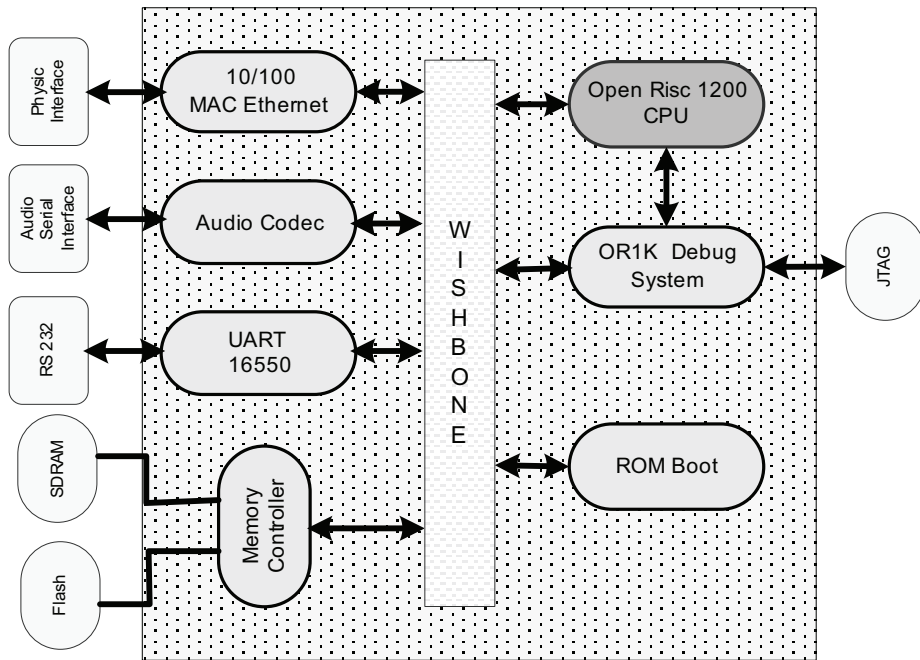 Physic
Interface
10/100
MAC Ethernet
Open Risc 1200
CPU
Audio
Serial
Interface
Audio Codec
WISHBONE
OR1K Debug
System
JTAG
RS 232
UART
16550
SDRAM
Memory
Controller
ROM Boot
Flash